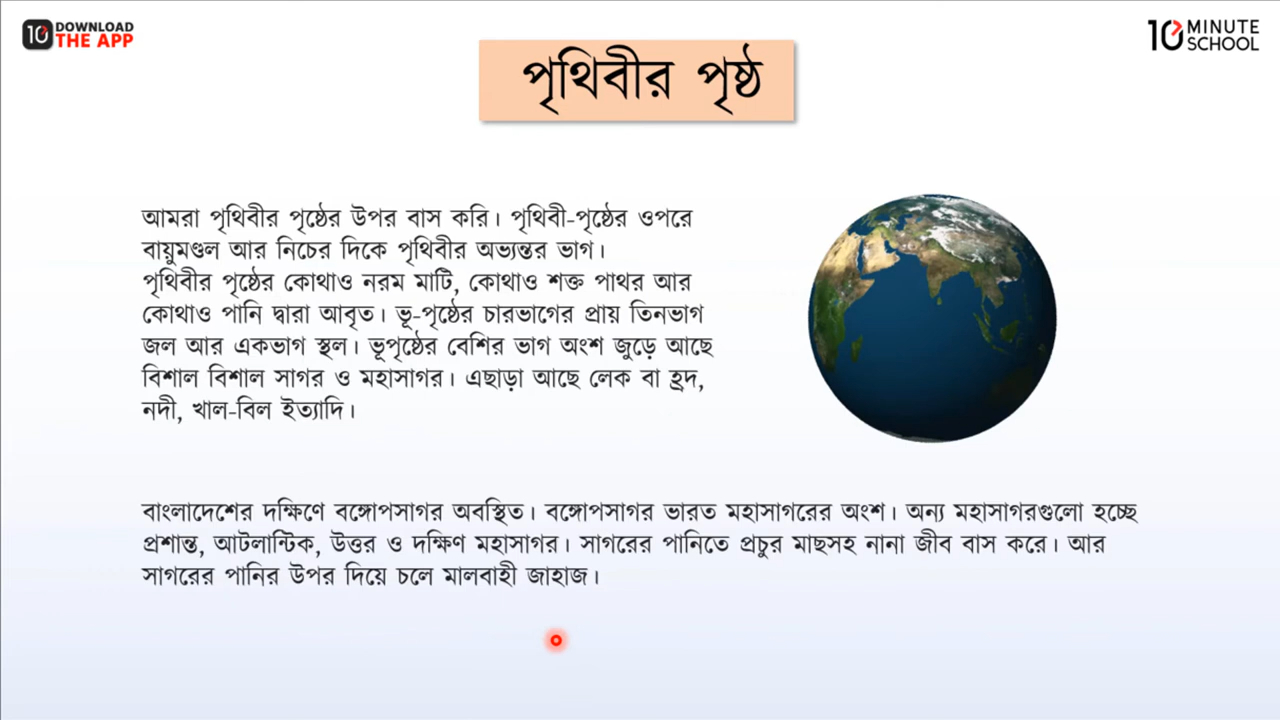 10 DOWNLOAD
THE APP
10 MINUTE
SCHOOL
পৃথিবীর পৃষ্ঠ
আমরা পৃথিবীর পৃষ্ঠের উপর বাস করি। পৃথিবী-পৃষ্ঠের ওপরে
বায়ুমণ্ডল আর নিচের দিকে পৃথিবীর অভ্যন্তর ভাগ।
পৃথিবীর পৃষ্ঠের কোথাও নরম মাটি, কোথাও শক্ত পাথর আর
কোথাও পানি দ্বারা আবৃত। ভূ-পৃষ্ঠের চারভাগের প্রায় তিনভাগ
জল আর একভাগ স্থল। ভূপৃষ্ঠের বেশির ভাগ অংশ জুড়ে আছে
বিশাল বিশাল সাগর ও মহাসাগর। এছাড়া আছে লেক বা হ্রদ,
নদী, খাল-বিল ইত্যাদি।
বাংলাদেশের দক্ষিণে বঙ্গোপসাগর অবস্থিত। বঙ্গোপসাগর ভারত মহাসাগরের অংশ। অন্য মহাসাগরগুলো হচ্ছে
প্রশান্ত, আটলান্টিক, উত্তর ও দক্ষিণ মহাসাগর। সাগরের পানিতে প্রচুর মাছসহ নানা জীব বাস করে। আর
সাগরের পানির উপর দিয়ে চলে মালবাহী জাহাজ।